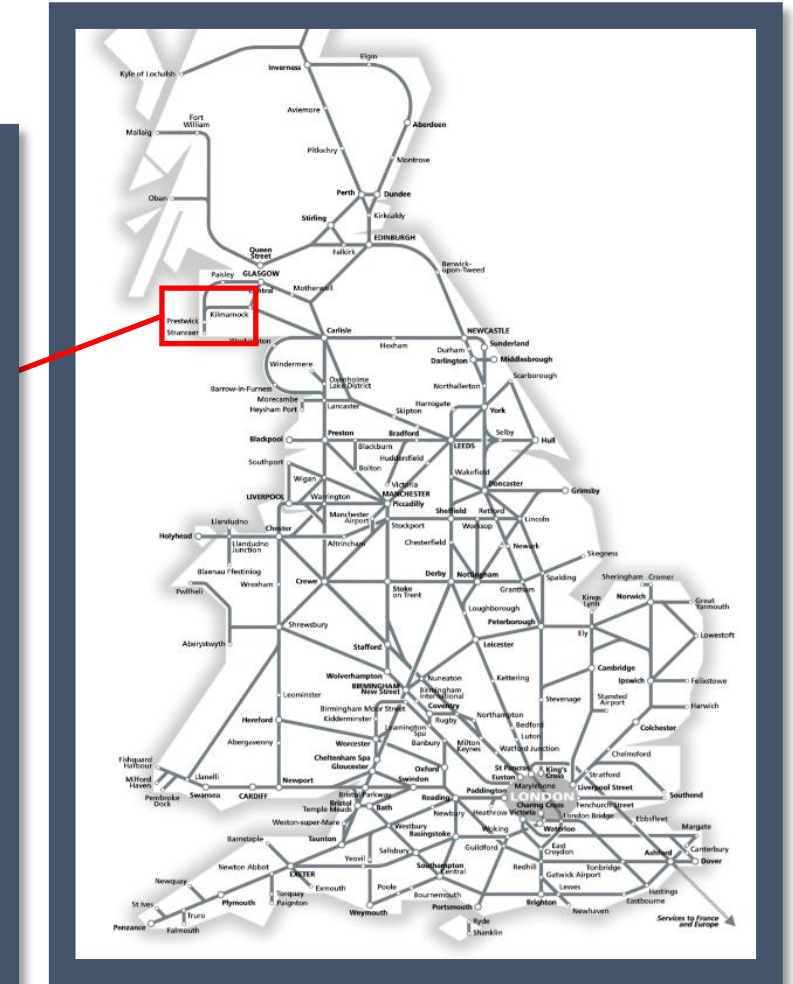 Elgin
Inverness
Kyle of Lochalsh
Aviemore
Fort
William
Mallaig
Aberdeen
Pitlochry
Montrose
Perth
Dundee
Oban
Stirling
Kirkcaldy
EDINBURGH
Falkirk
Queen
Street
GLASGOW
Central
Paisley
Motherwell
Berwick-
upon-Tweed
Kilmarnock
Prestwick
Stranraer
Workington
Carlisle
Hexham
NEWCASTLE
Sunderland
Durham
Darlington
Middlesbrough
Windermere
Oxenholme
Lake District
Scarborough
Barrow-in-Furness
Northallerton
Morecambe
Heysham Port
Lancaster
Harrogate
Skipton
York
Blackpool
Preston
Bradford
LEEDS
Selby
Hull
Blackburn
Huddersfield
Southport
Bolton
Wakefield
Wigan
Victoria
MANCHESTER
Piccadilly
Doncaster
Grimsby
LIVERPOOL
Warrington
Manchester
Airport
Stockport
Sheffield
Retford
Worksop
Lincoln
Llandudno
Holyhead
Llandudno
Junction
Chester
Altrincham
Chesterfield
Newark
Skegness
Blaenau Ffestiniog
Pwllheli
Wrexham
Crewe
Stoke
on Trent
Derby
Nottingham
Grantham
Spalding
Sheringham
Cromer
Kings
Lynn
Norwich
Great
Yarmouth
Loughborough
Peterborough
Ely
Lowestoft
Aberystwyth
Shrewsbury
Stafford
Leicester
Wolverhampton
BIRMINGHAM
New Street
Nuneaton
Birmingham
International
Kettering
Cambridge
Ipswich
Felixstowe
Leominster
Birmingham Moor Street
Kidderminster
Coventry
Rugby
Northampton
Stevenage
Stansted
Airport
Harwich
Hereford
Leamington
Spa
Bedford
Colchester
Abergavenny
Worcester
Banbury
Milton
Keynes
Luton
Watford Junction
Chelmsford
Cheltenham Spa
Gloucester
Fishguard
Harbour
Milford
Haven
Llanelli
Pembroke
Dock
Swansea
CARDIFF
Newport
Oxford
Swindon
St Pancras
Euston
King's
Cross
Stratford
Marylebone
Liverpool Street
Paddington
LONDON
Southend
Bristol Parkway
Bristol
Temple Meads
Bath
Reading
Newbury
Heathrow
Victoria
Charing Cross
Fenchurch Street
London Bridge
Ebbsfleet
Weston-super-Mare
Westbury
Basingstoke
Woking
Waterloo
Margate
Barnstaple
Taunton
Salisbury
Guildford
East
Croydon
Canterbury
Newton Abbot
Yeovil
Southampton
Central
Redhill
Tonbridge
Ashford
Dover
Gatwick Airport
Newquay
EXETER
Exmouth
Poole
Bournemouth
Lewes
Hastings
Eastbourne
St Ives
Plymouth
Torquay
Paignton
Weymouth
Portsmouth
Brighton
Newhaven
Truro
Penzance
Falmouth
Ryde
Shanklin
Services to France
and Europe